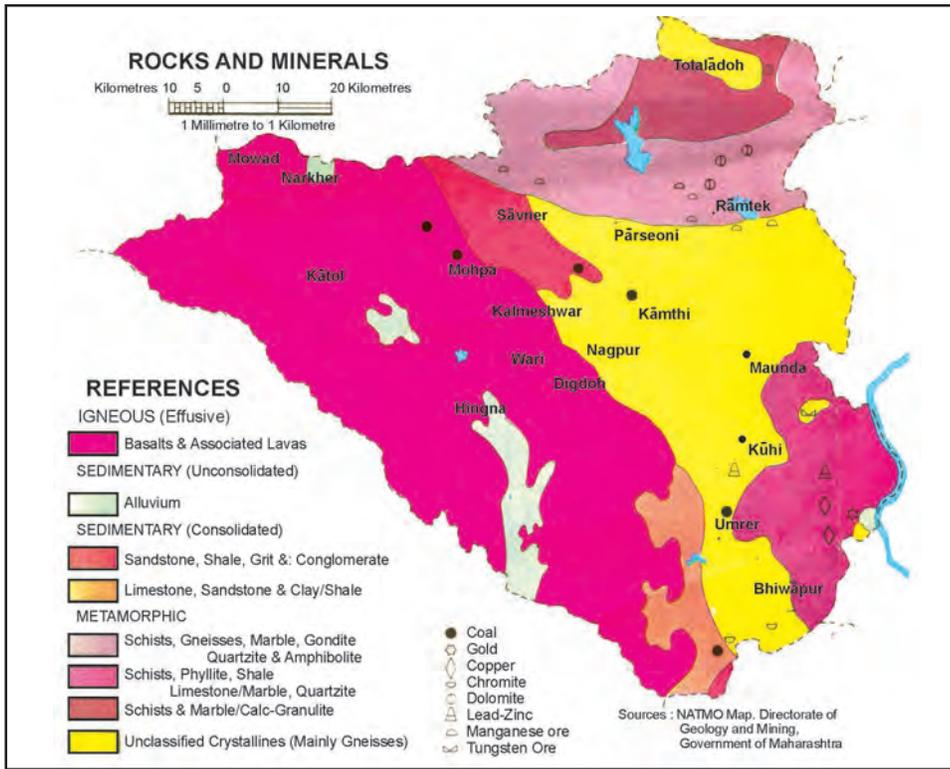 ROCKS AND MINERALS
Kilometres 10 5 0 10 20 Kilometres
1 Millimetre to 1 Kilometre
Totalādoh
Mowad
Narkher
Sāvner
Rāmtek
Pārseoni
Kātol
Mohpa
Kalmeshwar
Kāmthi
Nagpur
Wari
Digdoh
Maunda
Hingna
Kūhi
Umrer
Bhiwāpur
REFERENCES
IGNEOUS (Effusive)
Basalts & Associated Lavas
SEDIMENTARY (Unconsolidated)
Alluvium
SEDIMENTARY (Consolidated)
Sandstone, Shale, Grit &: Conglomerate
Limestone, Sandstone & Clay/Shale
METAMORPHIC
Schists, Gneisses, Marble, Gondite
Quartzite & Amphibolite
Schists, Phyllite, Shale
Limestone/Marble, Quartzite
Schists & Marble/Calc-Granulite
Unclassified Crystallines (Mainly Gneisses)
Coal
Gold
Copper
Chromite
Dolomite
Lead-Zinc
Manganese ore
Tungsten Ore
Sources : NATMO Map. Directorate of
Geology and Mining,
Government of Maharashtra